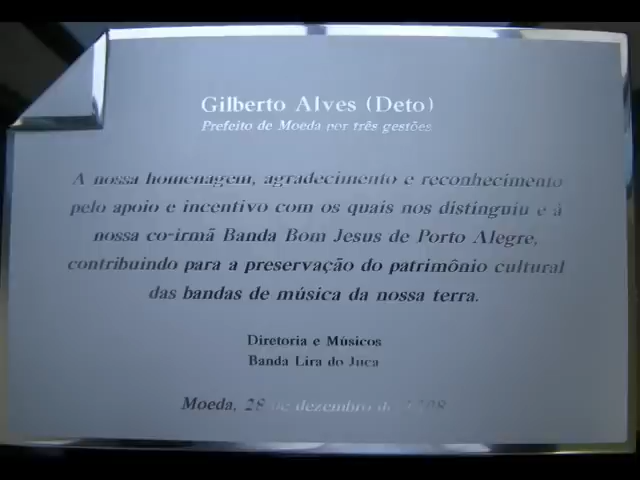 Gilberto Alves (Deto)
Prefeito de Moeda por três gestões
A nossa homenagem, agradecimento e reconhecimento
pelo apoio e incentivo com os quais nos distinguiu e à
nossa co-irmã Banda Bom Jesus de Porto Alegre,
contribuindo para a preservação do patrimônio cultural
das bandas de música da nossa terra.
Diretoria e Músicos
Banda Lira do Juca
Moeda, 28 de dezembro de